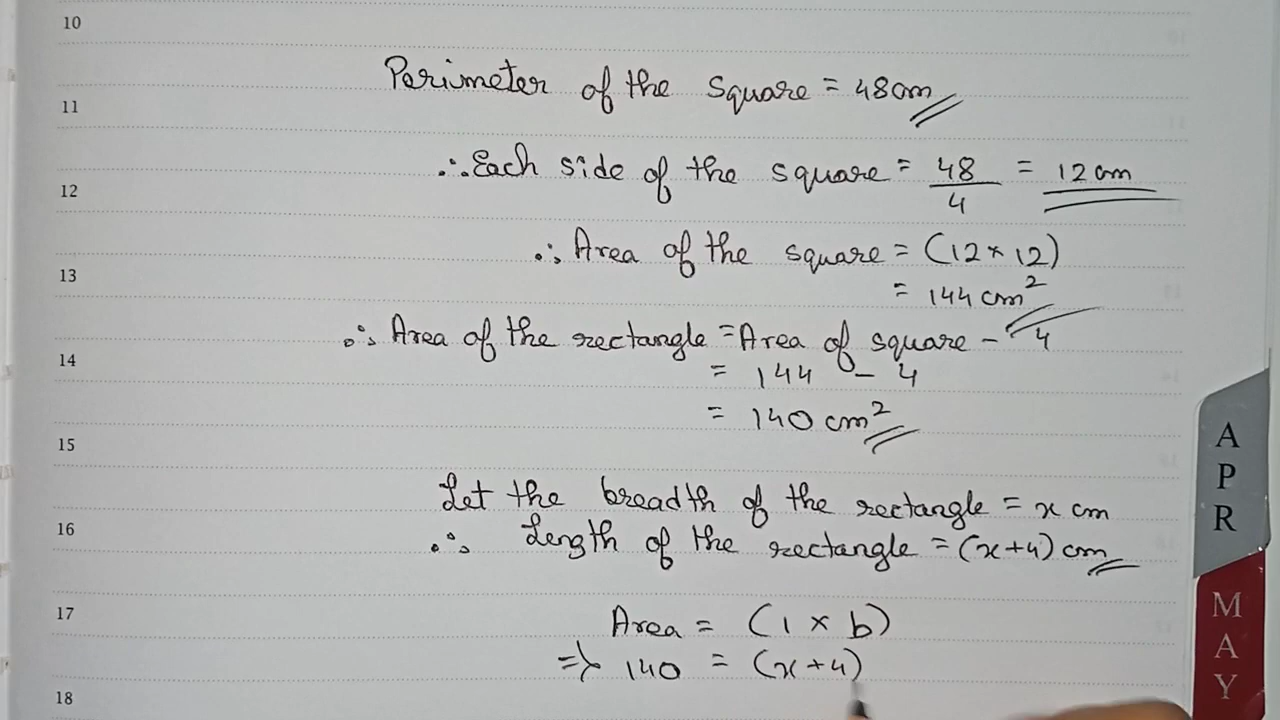 10
Perimeter of the square = 48cm
11
∴ Each side of the square = 48/4 = 12cm
12
∴ Area of the square = (12 × 12)
13
= 144 cm²
∴ Area of the rectangle = Area of square - 4
14
= 144 - 4
= 140 cm²
15
Let the breadth of the rectangle = x cm
16
∴ Length of the rectangle = (x+4) cm
17
Area = (l × b)
=> 140 = (x+4)
18
APR
MAY